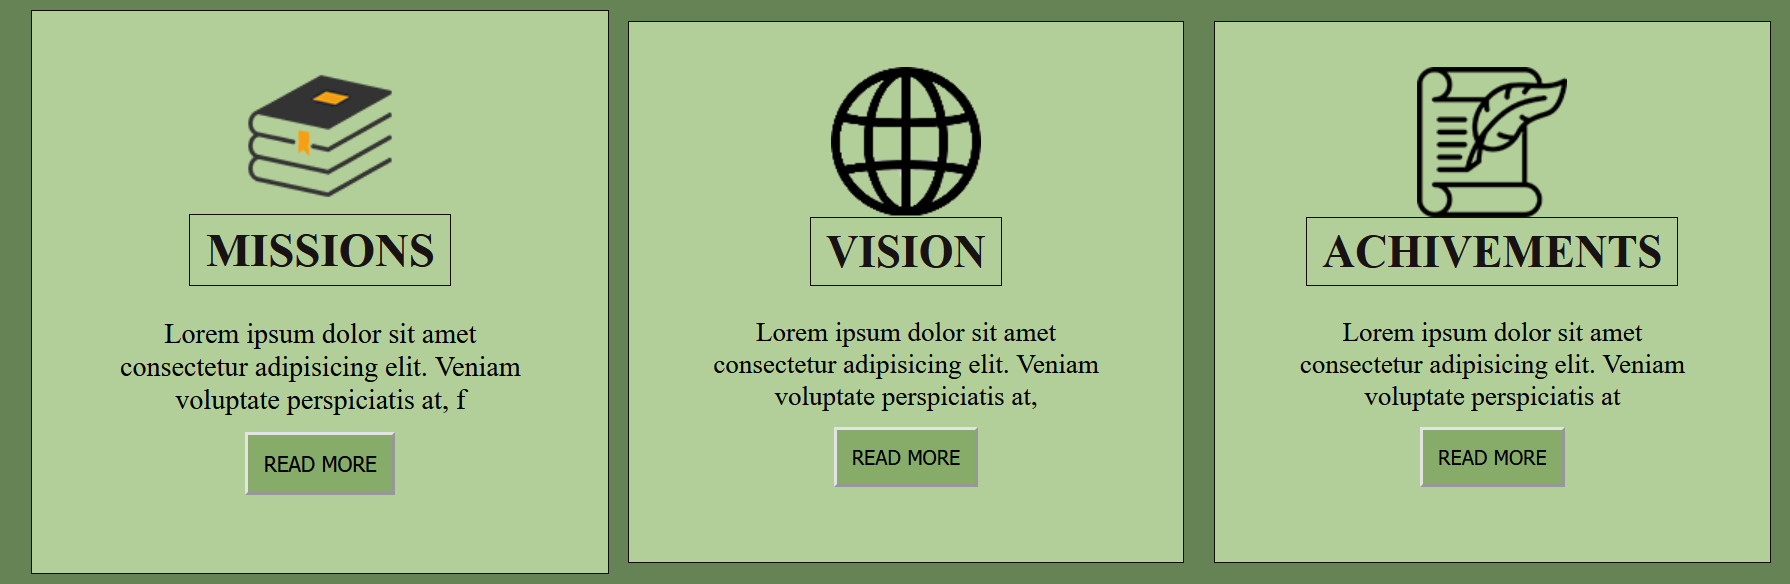 MISSIONS
Lorem ipsum dolor sit amet
consectetur adipisicing elit. Veniam
voluptate perspiciatis at, f
READ MORE
VISION
Lorem ipsum dolor sit amet
consectetur adipisicing elit. Veniam
voluptate perspiciatis at,
READ MORE
ACHIVEMENTS
Lorem ipsum dolor sit amet
consectetur adipisicing elit. Veniam
voluptate perspiciatis at
READ MORE